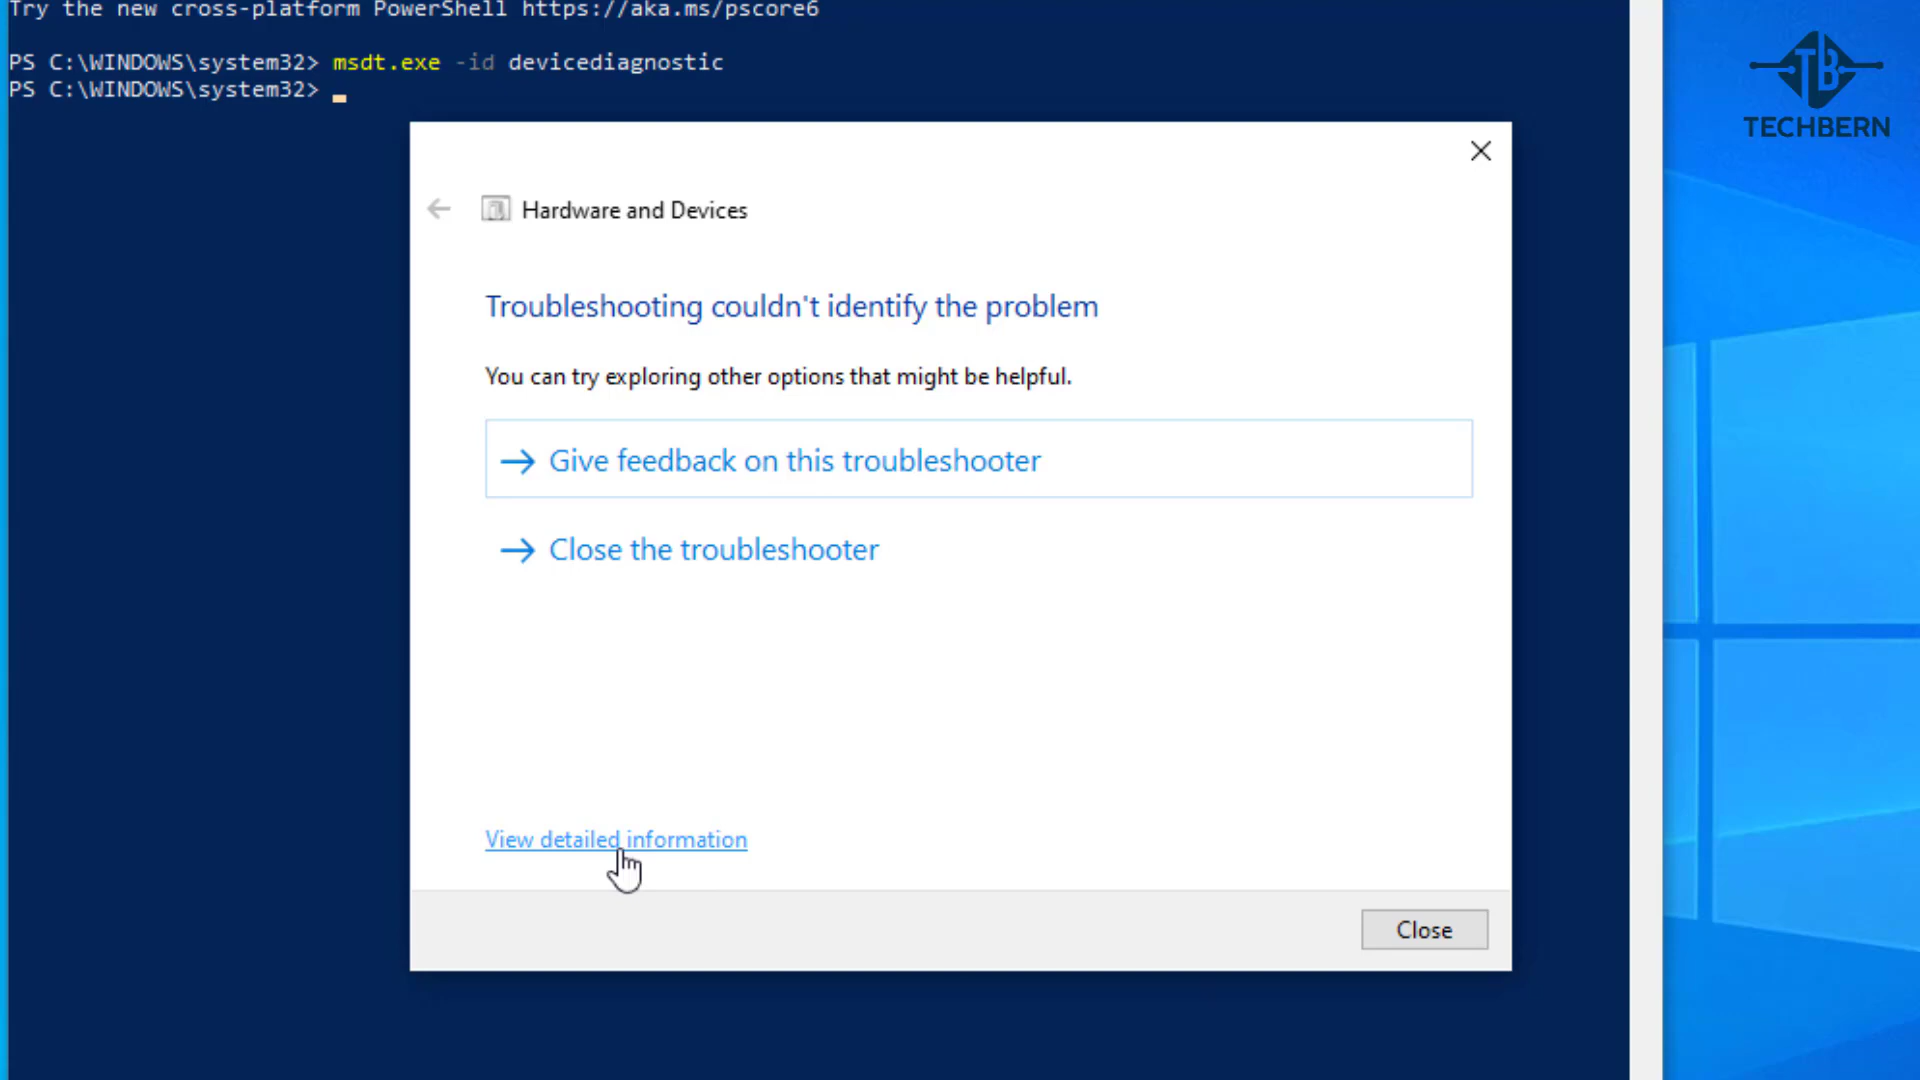 Try the new cross-platform PowerShell https://aka.ms/pscore6
PS C:\WINDOWS\system32> msdt.exe -id devicediagnostic
PS C:\WINDOWS\system32>
TB
TECHBERN
Hardware and Devices
Troubleshooting couldn't identify the problem
You can try exploring other options that might be helpful.
→ Give feedback on this troubleshooter
→ Close the troubleshooter
View detailed information
Close